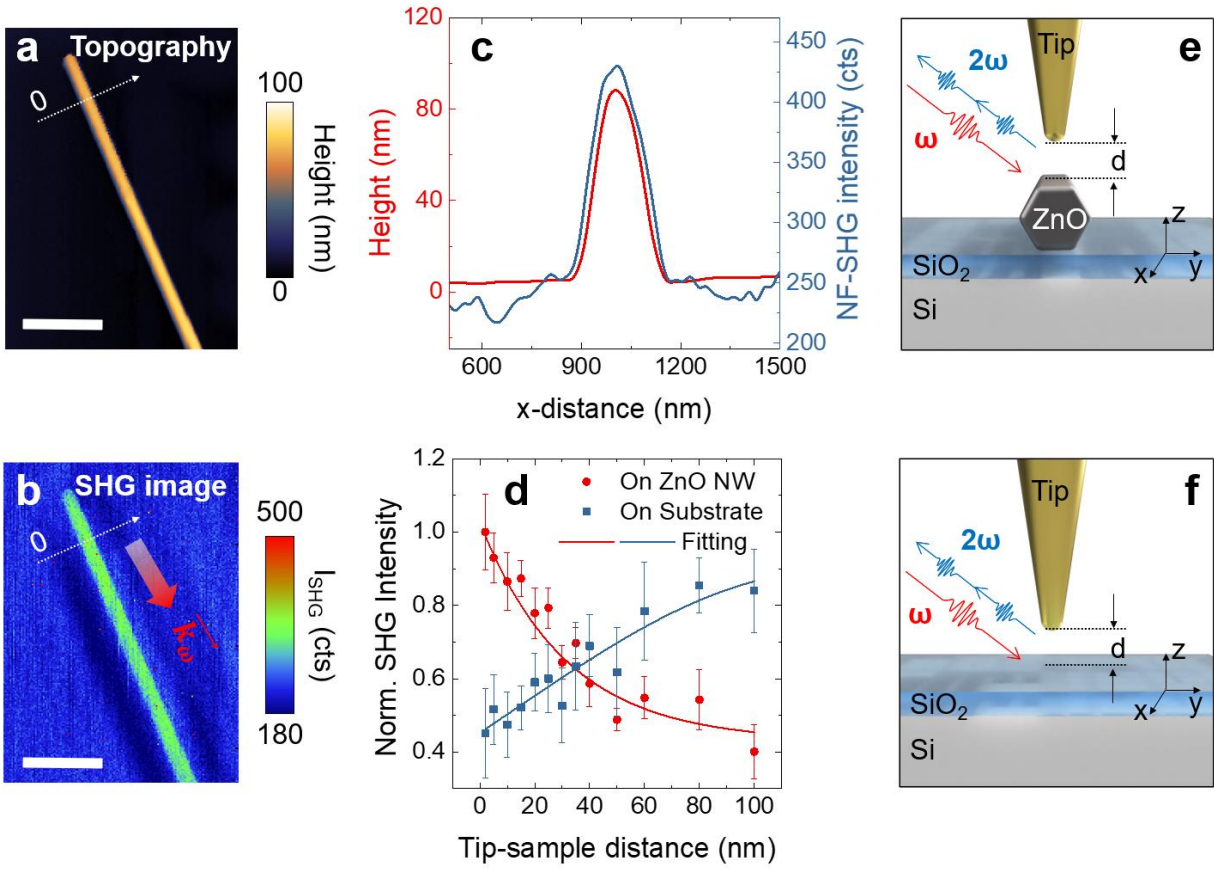 a
Topography
0
100
Height (nm)
0
c
120
80
40
0
Height (nm)
450
400
350
300
250
200
NF-SHG intensity (cts)
600
900
1200
1500
x-distance (nm)
e
Tip
2ω
ω
d
ZnO
SiO₂
z
x
y
Si
b
SHG image
0
k_ω
500
I_SHG (cts)
180
d
1.2
1.0
0.8
0.6
0.4
Norm. SHG Intensity
On ZnO NW
On Substrate
Fitting
0
20
40
60
80
100
Tip-sample distance (nm)
f
Tip
2ω
ω
d
SiO₂
z
x
y
Si